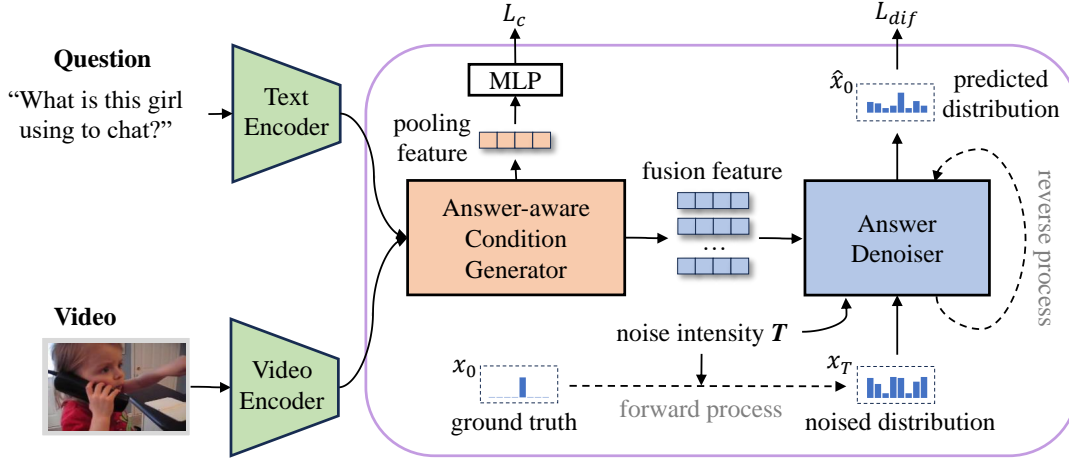 Question
“What is this girl
using to chat?”
Text
Encoder
Video
Video
Encoder
L_c
MLP
pooling
feature
Answer-aware
Condition
Generator
fusion feature
...
L_dif
x̂_0
predicted
distribution
Answer
Denoiser
reverse process
noise intensity T
x_0
ground truth
forward process
x_T
noised distribution